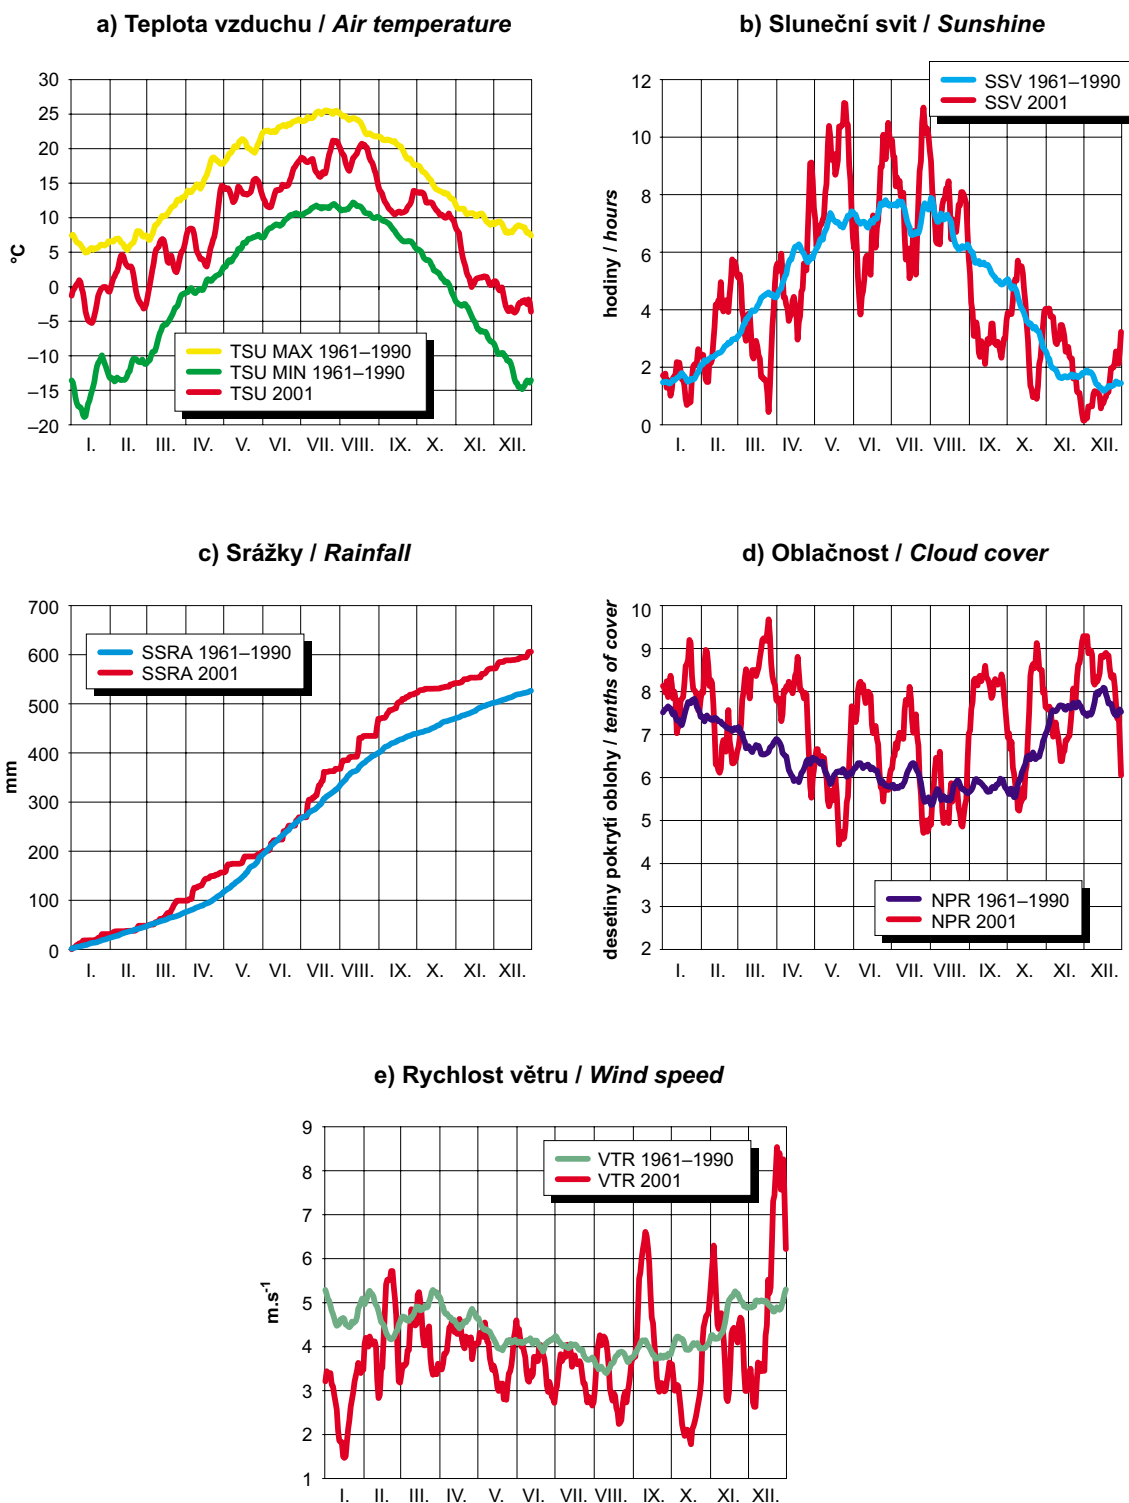 a) Teplota vzduchu / Air temperature
30
25
20
15
10
5
0
–5
–10
–15
–20
°C
TSU MAX 1961–1990
TSU MIN 1961–1990
TSU 2001
I. II. III. IV. V. VI. VII. VIII. IX. X. XI. XII.
b) Sluneční svit / Sunshine
12
10
8
6
4
2
0
hodiny / hours
SSV 1961–1990
SSV 2001
I. II. III. IV. V. VI. VII. VIII. IX. X. XI. XII.
c) Srážky / Rainfall
700
600
500
400
300
200
100
0
mm
SSRA 1961–1990
SSRA 2001
I. II. III. IV. V. VI. VII. VIII. IX. X. XI. XII.
d) Oblačnost / Cloud cover
10
9
8
7
6
5
4
3
2
desetiny pokrytí oblohy / tenths of cover
NPR 1961–1990
NPR 2001
I. II. III. IV. V. VI. VII. VIII. IX. X. XI. XII.
e) Rychlost větru / Wind speed
9
8
7
6
5
4
3
2
1
m.s-1
VTR 1961–1990
VTR 2001
I. II. III. IV. V. VI. VII. VIII. IX. X. XI. XII.